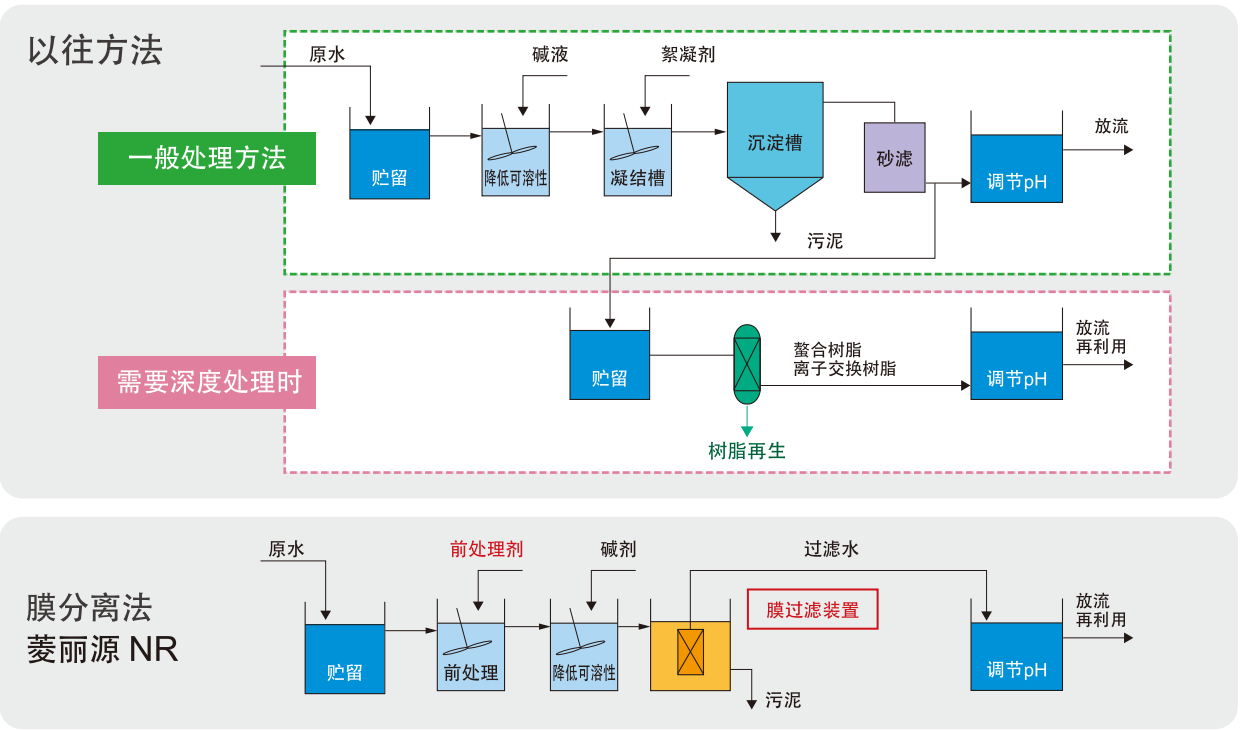 以往方法
一般处理方法
原水
碱液
絮凝剂
贮留
降低可溶性
凝结槽
沉淀槽
砂滤
调节pH
放流
污泥
需要深度处理时
贮留
螯合树脂
离子交换树脂
调节pH
放流
再利用
树脂再生
膜分离法
菱丽源 NR
原水
前处理剂
碱剂
过滤水
贮留
前处理
降低可溶性
膜过滤装置
调节pH
放流
再利用
污泥